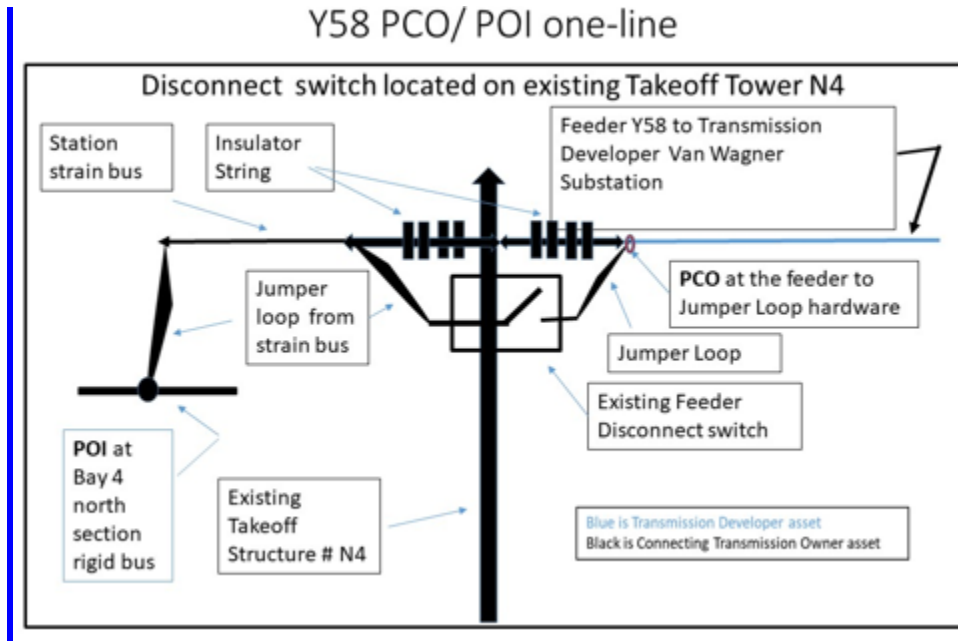 Y58 PCO/ POI one-line
Disconnect switch located on existing Takeoff Tower N4
Station
strain bus
Insulator
String
Feeder Y58 to Transmission
Developer Van Wagner
Substation
Jumper
loop from
strain bus
PCO at the feeder to
Jumper Loop hardware
Jumper Loop
Existing Feeder
Disconnect switch
POI at
Bay 4
north
section
rigid bus
Existing
Takeoff
Structure # N4
Blue is Transmission Developer asset
Black is Connecting Transmission Owner asset